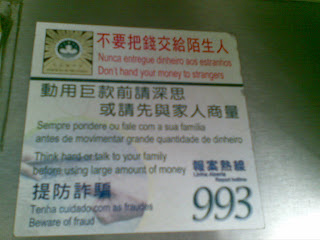 不要把錢交給陌生人
Nunca entregue dinheiro aos estranhos
Don't hand your money to strangers
動用巨款前請深思
或請先與家人商量
Sempre pondere ou fale com a sua família
antes de movimentar grande quantidade de dinheiro
Think hard or talk to your family
before using large amount of money
提防詐騙
Tenha cuidado com as fraudes
Beware of fraud
報案熱線
Linha Aberta
Report hotline
993